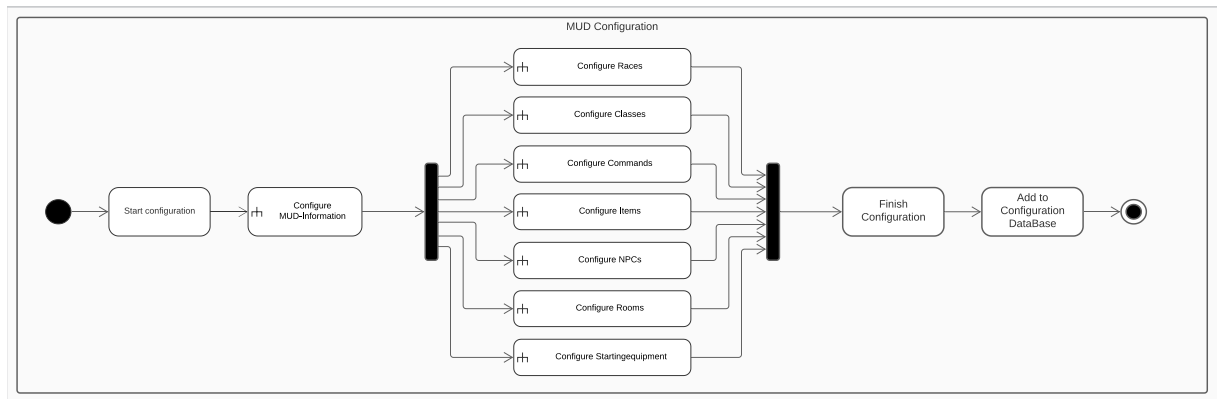 MUD Configuration
Configure Races
Configure Classes
Configure Commands
Start configuration
Configure
MUD-Information
Configure Items
Finish
Configuration
Add to
Configuration
DataBase
Configure NPCs
Configure Rooms
Configure Startingequipment